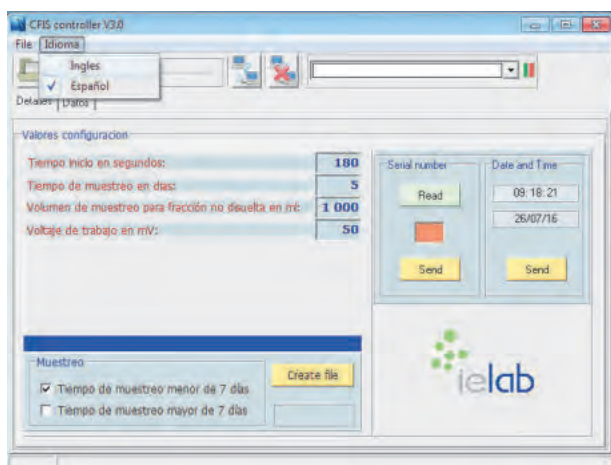 CFIS controller V3.0
File Idioma
Ingles
Español
Detalles Datos
Valores configuracion
Tiempo inicio en segundos: 180
Tiempo de muestreo en dias: 5
Volumen de muestreo para fracción no disuelta en ml: 1 000
Voltaje de trabajo en mV: 50
Serial number
Read
Send
Date and Time
09:18:21
26/07/16
Send
Muestreo
Tiempo de muestreo menor de 7 días
Tiempo de muestreo mayor de 7 días
Create file
ielab